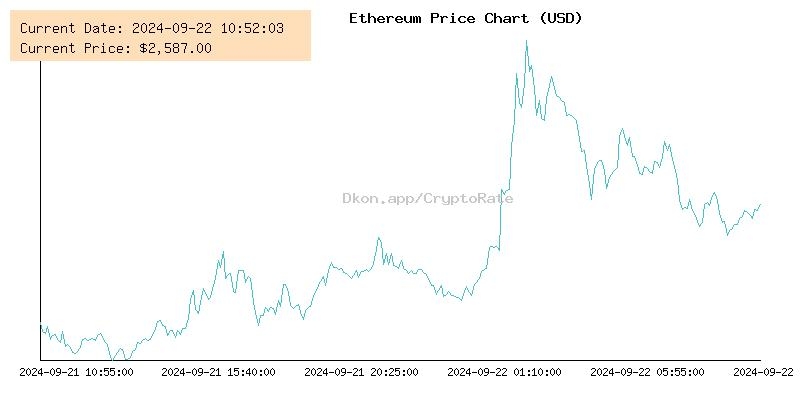 Ethereum Price Chart (USD)
Current Date: 2024-09-22 10:52:03
Current Price: $2,587.00
Dkon.app/CryptoRate
2024-09-21 10:55:00 2024-09-21 15:40:00 2024-09-21 20:25:00 2024-09-22 01:10:00 2024-09-22 05:55:00 2024-09-22